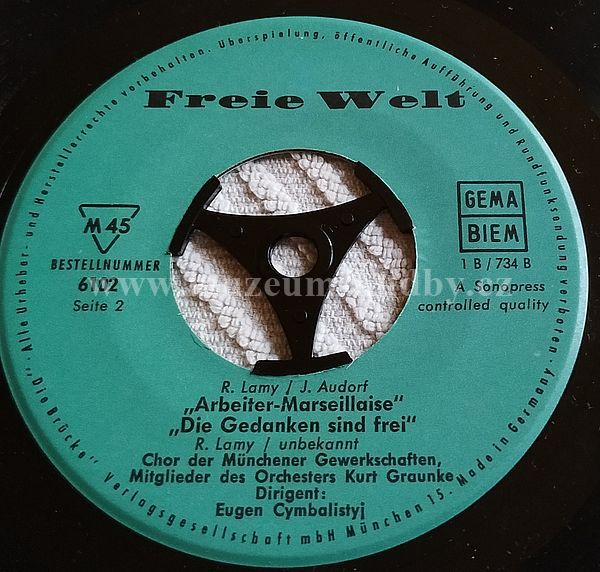 „Die Brücke" · Alle Urheber- und Herstellerrechte vorbehalten. Überspielung, öffentliche Aufführung und Rundfunksendung verboten.
Freie Welt
M 45
BESTELLNUMMER
6102
Seite 2
GEMA
BIEM
1 B / 734 B
A Sonopress
controlled quality
R. Lamy / J. Audorf
„Arbeiter-Marseillaise"
„Die Gedanken sind frei"
R. Lamy / unbekannt
Chor der Münchener Gewerkschaften,
Mitglieder des Orchesters Kurt Graunke
Dirigent:
Eugen Cymbalistyj
Verlagsgesellschaft mbH München 15. Made in Germany.